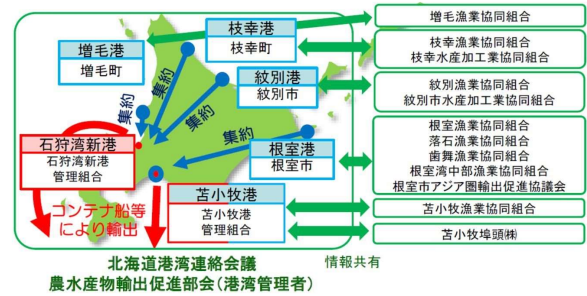 増毛港
増毛町
枝幸港
枝幸町
紋別港
紋別市
根室港
根室市
石狩湾新港
石狩湾新港
管理組合
苫小牧港
苫小牧港
管理組合
集約
集約
集約
集約
コンテナ船等
により輸出
北海道港湾連絡会議
農水産物輸出促進部会(港湾管理者)
情報共有
増毛漁業協同組合
枝幸漁業協同組合
枝幸水産加工業協同組合
紋別漁業協同組合
紋別市水産加工業協同組合
根室漁業協同組合
落石漁業協同組合
歯舞漁業協同組合
根室湾中部漁業協同組合
根室市アジア圏輸出促進協議会
苫小牧漁業協同組合
苫小牧埠頭㈱